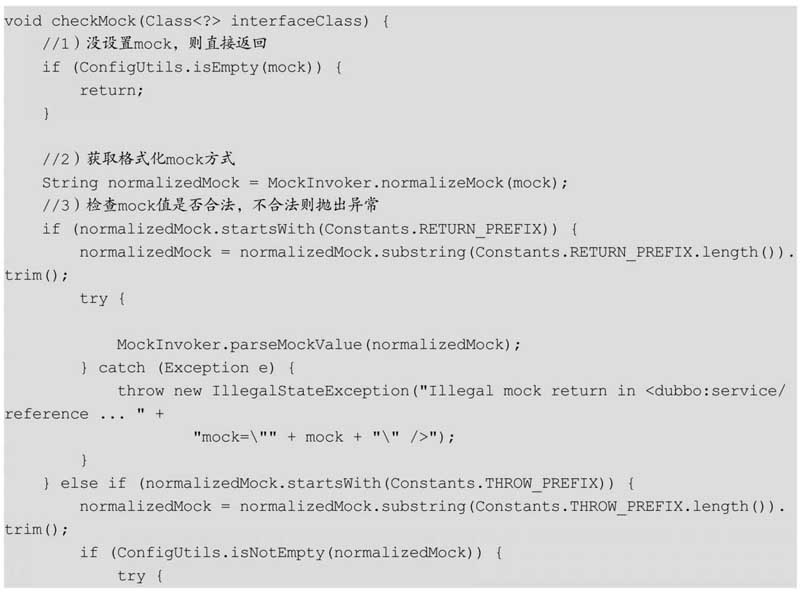 void checkMock(Class<?> interfaceClass) {
    //1）没设置mock，则直接返回
    if (ConfigUtils.isEmpty(mock)) {
        return;
    }

    //2）获取格式化mock方式
    String normalizedMock = MockInvoker.normalizeMock(mock);
    //3）检查mock值是否合法，不合法则抛出异常
    if (normalizedMock.startsWith(Constants.RETURN_PREFIX)) {
        normalizedMock = normalizedMock.substring(Constants.RETURN_PREFIX.length()).
trim();
        try {

            MockInvoker.parseMockValue(normalizedMock);
        } catch (Exception e) {
            throw new IllegalStateException("Illegal mock return in <dubbo:service/
reference ... " +
                    "mock=\"" + mock + "\" />");
        }
    } else if (normalizedMock.startsWith(Constants.THROW_PREFIX)) {
        normalizedMock = normalizedMock.substring(Constants.THROW_PREFIX.length()).
trim();
        if (ConfigUtils.isNotEmpty(normalizedMock)) {
            try {